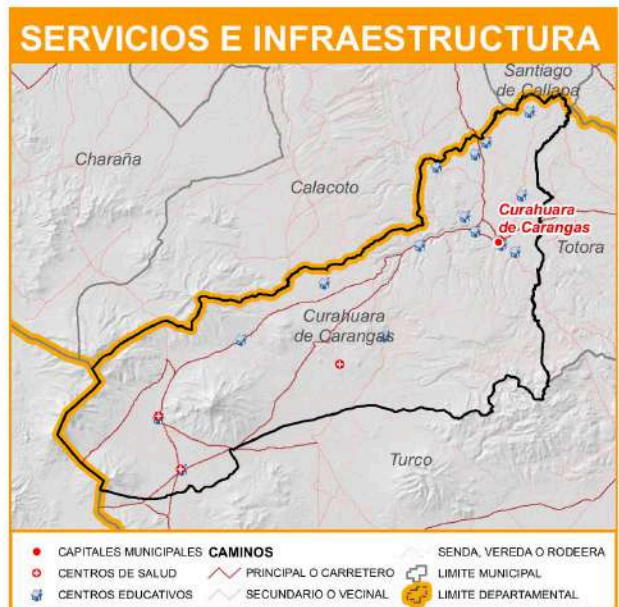 SERVICIOS E INFRAESTRUCTURA
Santiago
de Callapa
Charaña
Calacoto
Curahuara
de Carangas
Totora
Curahuara
de Carangas
Turco
CAPITALES MUNICIPALES
CENTROS DE SALUD
CENTROS EDUCATIVOS
CAMINOS
PRINCIPAL O CARRETERO
SECUNDARIO O VECINAL
SENDA, VEREDA O RODEERA
LIMITE MUNICIPAL
LIMITE DEPARTAMENTAL